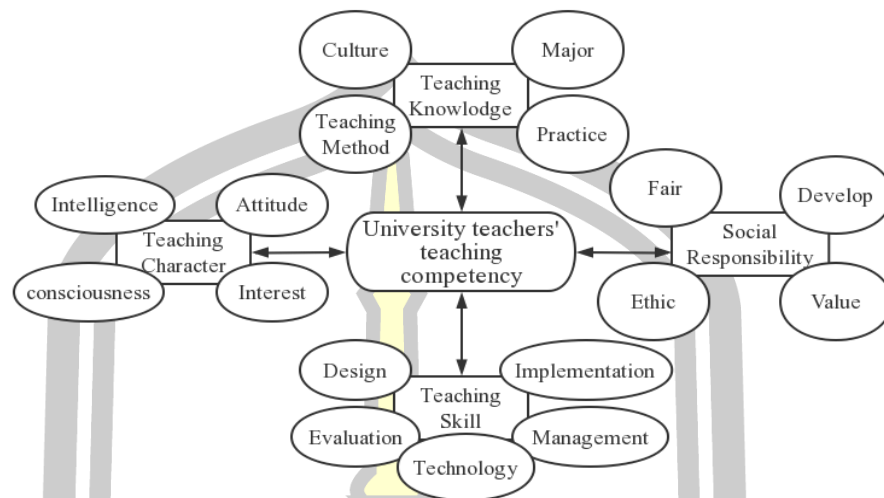 Culture
Major
Teaching
Knowlodge
Teaching
Method
Practice
Fair
Develop
Intelligence
Attitude
Teaching
Character
University teachers'
teaching
competency
Social
Responsibility
consciousness
Interest
Ethic
Value
Design
Implementation
Teaching
Skill
Evaluation
Management
Technology